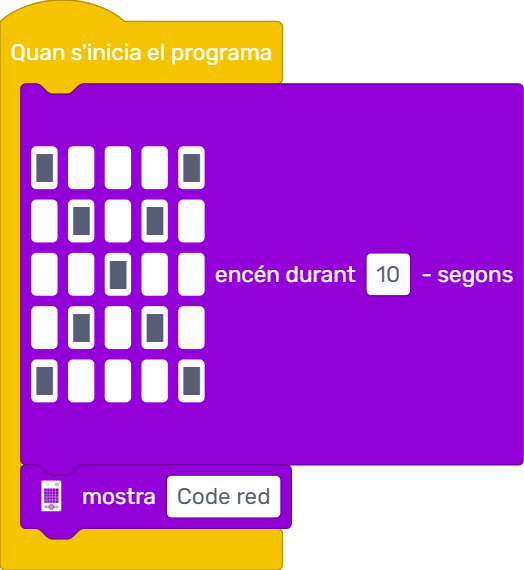 Quan s'inicia el programa
encén durant 10 - segons
mostra Code red